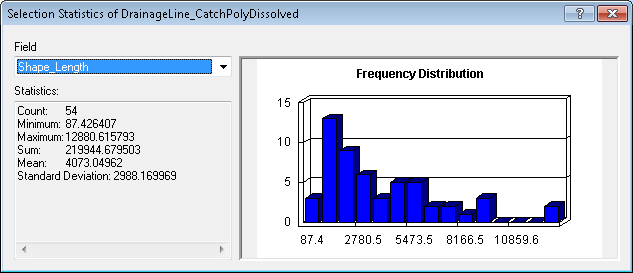 Selection Statistics of DrainageLine_CatchPolyDissolved
Field
Shape_Length
Statistics:
Count: 54
Minimum: 87.426407
Maximum: 12880.615793
Sum: 219944.679503
Mean: 4073.04962
Standard Deviation: 2988.169969
Frequency Distribution
15
10
5
0
87.4 2780.5 5473.5 8166.5 10859.6